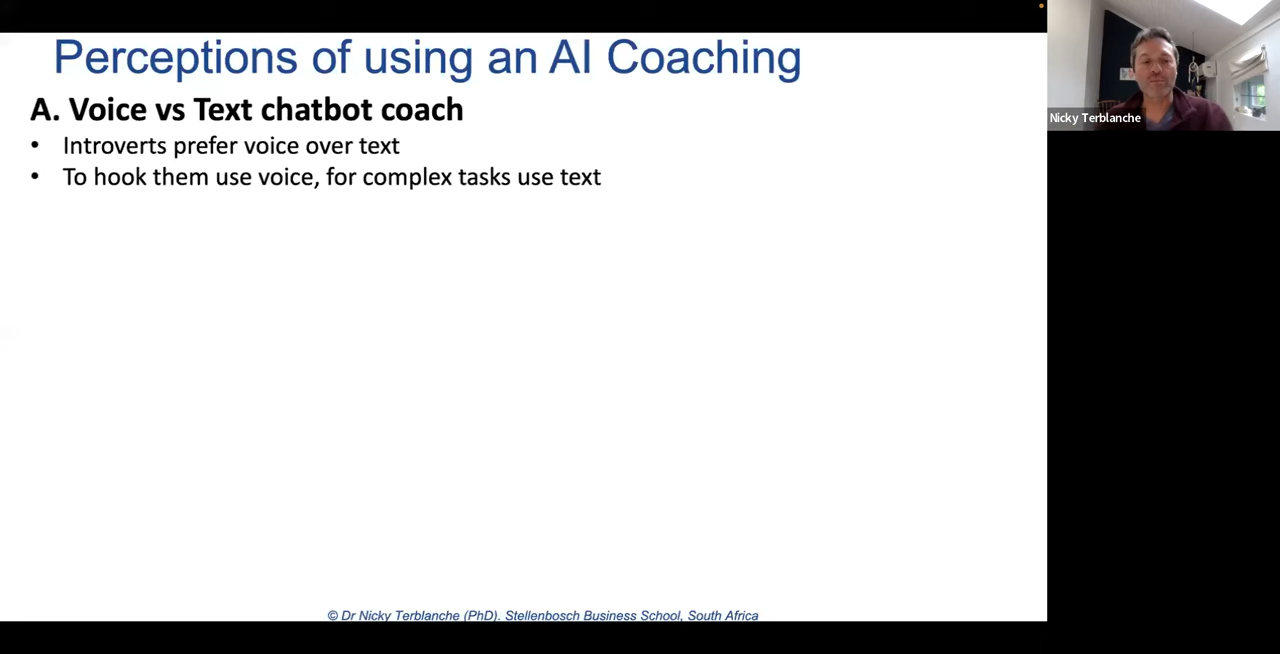 Perceptions of using an AI Coaching
A. Voice vs Text chatbot coach
• Introverts prefer voice over text
• To hook them use voice, for complex tasks use text
© Dr Nicky Terblanche (PhD). Stellenbosch Business School, South Africa
Nicky Terblanche